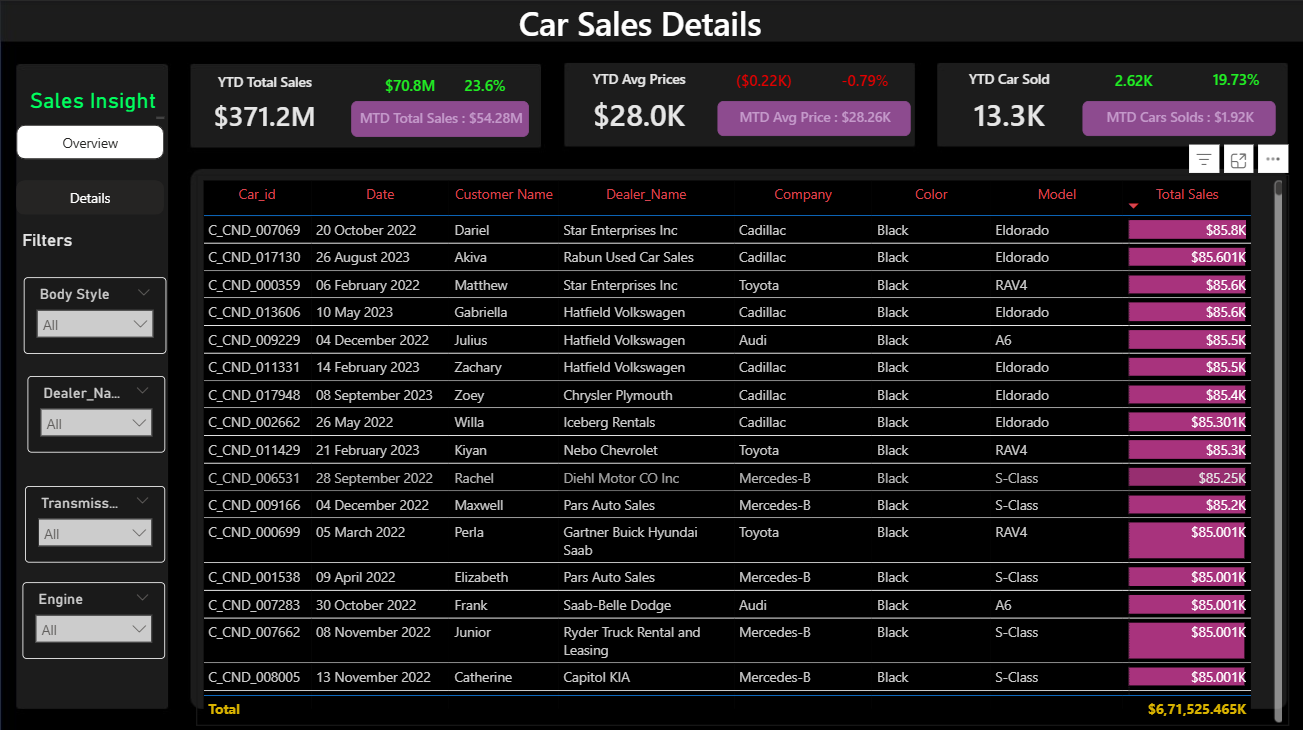 Car Sales Details
Sales Insight
Overview
Details
Filters
Body Style
All
Dealer_Na...
All
Transmiss...
All
Engine
All
YTD Total Sales
$70.8M 23.6%
$371.2M
MTD Total Sales : $54.28M
YTD Avg Prices
($0.22K) -0.79%
$28.0K
MTD Avg Price : $28.26K
YTD Car Sold
2.62K 19.73%
13.3K
MTD Cars Solds : $1.92K
Car_id Date Customer Name Dealer_Name Company Color Model Total Sales
C_CND_007069 20 October 2022 Dariel Star Enterprises Inc Cadillac Black Eldorado $85.8K
C_CND_017130 26 August 2023 Akiva Rabun Used Car Sales Cadillac Black Eldorado $85.601K
C_CND_000359 06 February 2022 Matthew Star Enterprises Inc Toyota Black RAV4 $85.6K
C_CND_013606 10 May 2023 Gabriella Hatfield Volkswagen Cadillac Black Eldorado $85.6K
C_CND_009229 04 December 2022 Julius Hatfield Volkswagen Audi Black A6 $85.5K
C_CND_011331 14 February 2023 Zachary Hatfield Volkswagen Cadillac Black Eldorado $85.5K
C_CND_017948 08 September 2023 Zoey Chrysler Plymouth Cadillac Black Eldorado $85.4K
C_CND_002662 26 May 2022 Willa Iceberg Rentals Cadillac Black Eldorado $85.301K
C_CND_011429 21 February 2023 Kiyan Nebo Chevrolet Toyota Black RAV4 $85.3K
C_CND_006531 28 September 2022 Rachel Diehl Motor CO Inc Mercedes-B Black S-Class $85.25K
C_CND_009166 04 December 2022 Maxwell Pars Auto Sales Mercedes-B Black S-Class $85.2K
C_CND_000699 05 March 2022 Perla Gartner Buick Hyundai Toyota Black RAV4 $85.001K
Saab
C_CND_001538 09 April 2022 Elizabeth Pars Auto Sales Mercedes-B Black S-Class $85.001K
C_CND_007283 30 October 2022 Frank Saab-Belle Dodge Audi Black A6 $85.001K
C_CND_007662 08 November 2022 Junior Ryder Truck Rental and Mercedes-B Black S-Class $85.001K
Leasing
C_CND_008005 13 November 2022 Catherine Capitol KIA Mercedes-B Black S-Class $85.001K
Total $6,71,525.465K